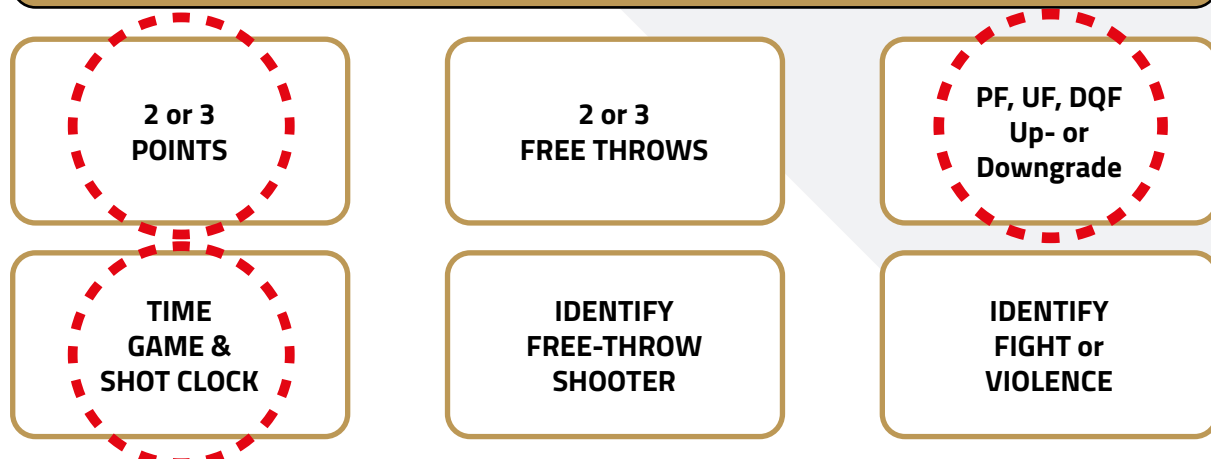 2 or 3
POINTS
2 or 3
FREE THROWS
PF, UF, DQF
Up- or
Downgrade
TIME
GAME &
SHOT CLOCK
IDENTIFY
FREE-THROW
SHOOTER
IDENTIFY
FIGHT or
VIOLENCE